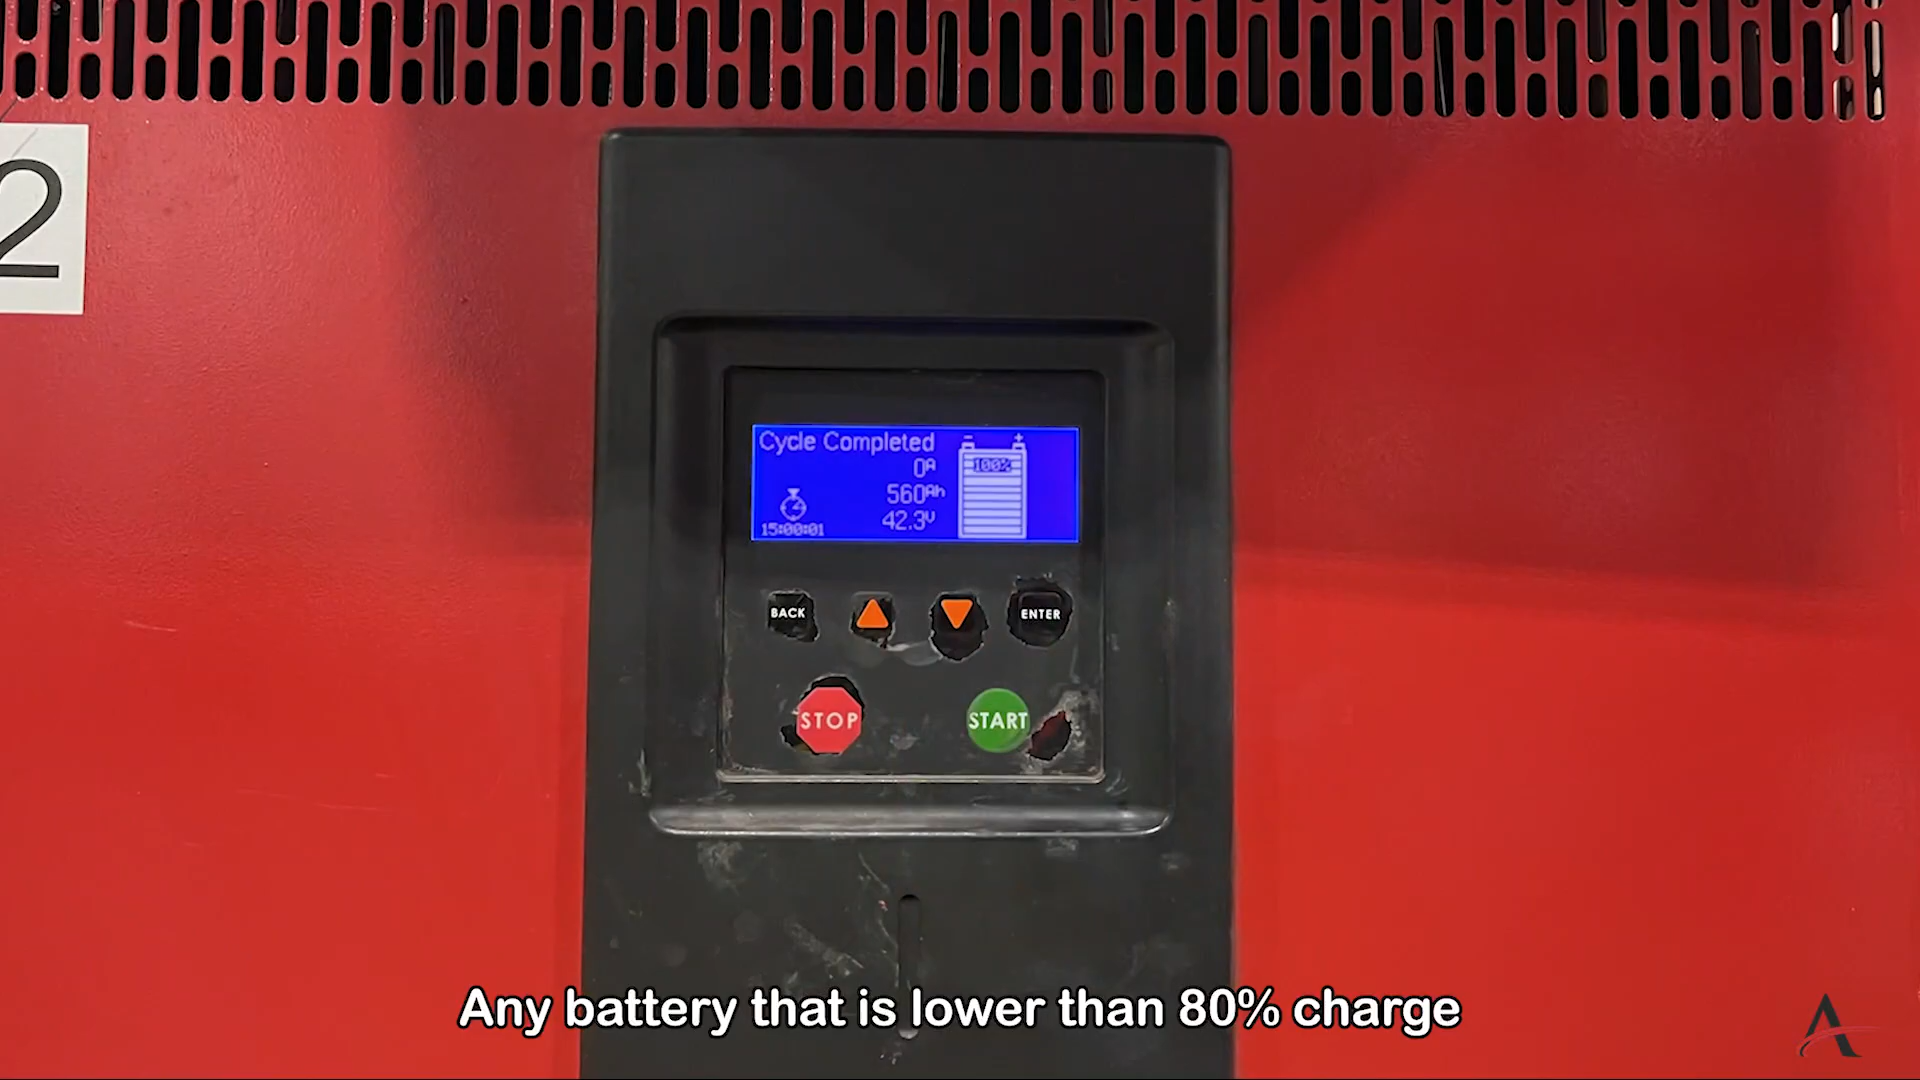 2
Cycle Completed
0A
560Ah
42.3V
15:00:01
- +
100%
BACK
ENTER
STOP
START
Any battery that is lower than 80% charge